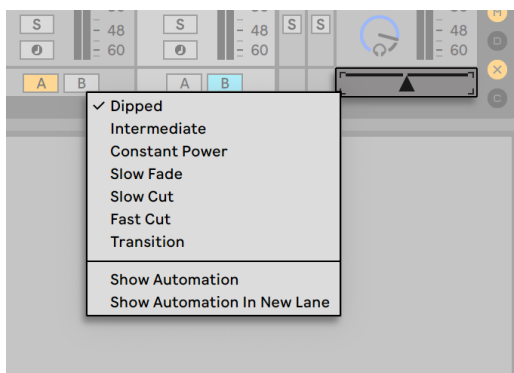 S
48
S
48
S
S
48
D
60
60
60
A
B
A
B
X
C
✓ Dipped
Intermediate
Constant Power
Slow Fade
Slow Cut
Fast Cut
Transition
Show Automation
Show Automation In New Lane